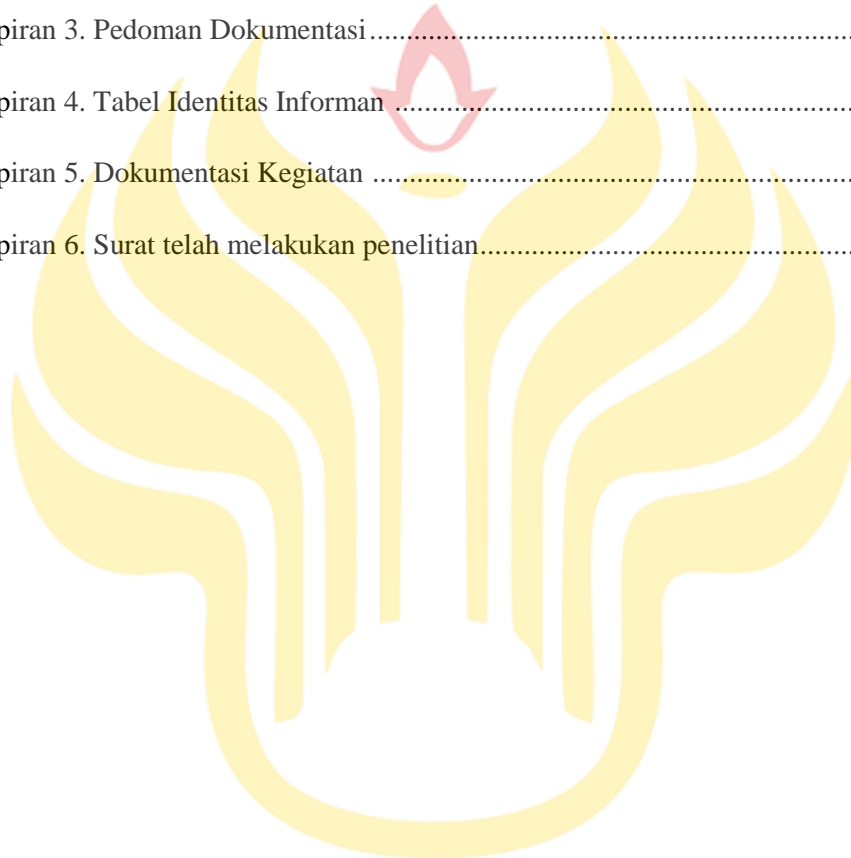 piran 3. Pedoman Dokumentasi................................................................
piran 4. Tabel Identitas Informan ............................................................
piran 5. Dokumentasi Kegiatan ...............................................................
piran 6. Surat telah melakukan penelitian.................................................